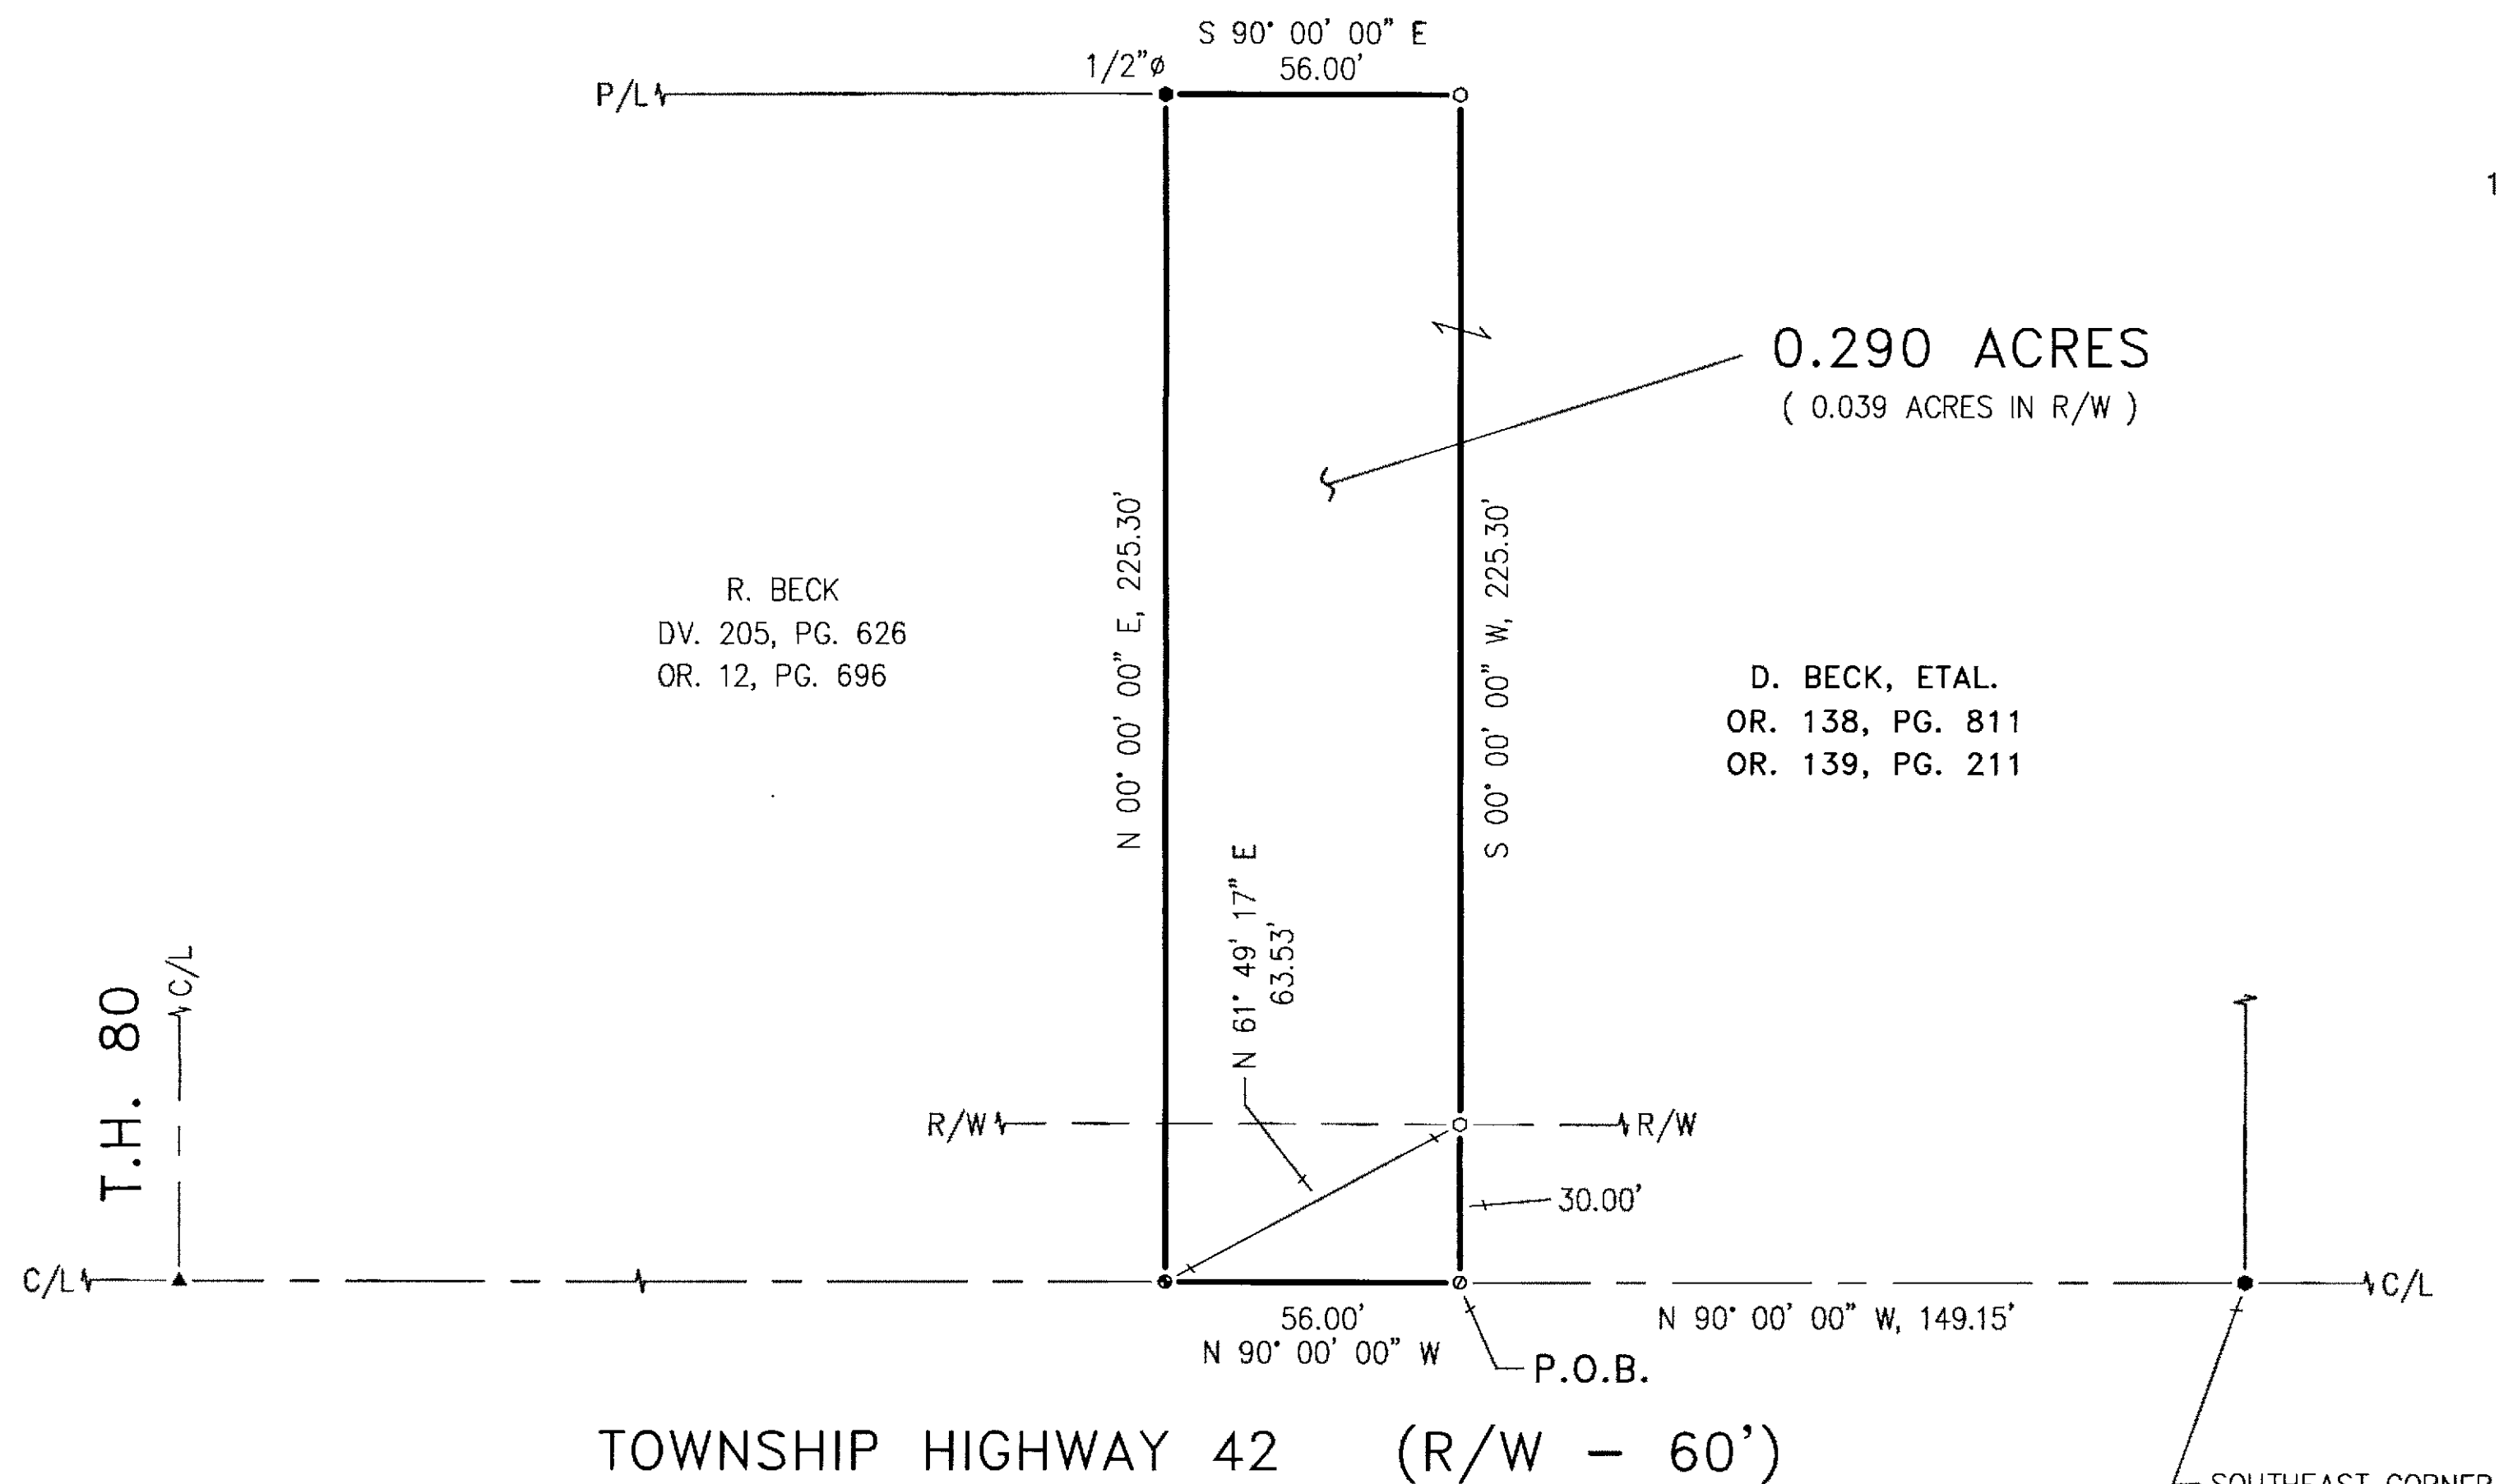 S 90° 00' 00" E
56.00'
1/2"ø
P/L
1
0.290 ACRES
( 0.039 ACRES IN R/W )
N 00° 00' 00" E, 225.30'
S 00° 00' 00" W, 225.30'
R. BECK
DV. 205, PG. 626
OR. 12, PG. 696
D. BECK, ETAL.
OR. 138, PG. 811
OR. 139, PG. 211
N 61° 49' 17" E
63.53'
T.H. 80
C/L
R/W
R/W
30.00'
C/L
C/L
56.00'
N 90° 00' 00" W
N 90° 00' 00" W, 149.15'
P.O.B.
TOWNSHIP HIGHWAY 42 (R/W - 60')
SOUTHEAST CORNER